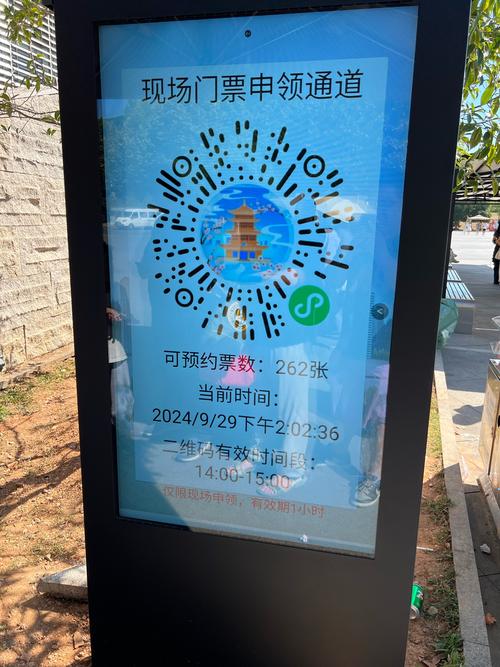 现场门票申领通道
可预约票数：262张
当前时间：
2024/9/29下午2:02:36
二维码有效时间段：
14:00-15:00
仅限现场申领，有效期1小时